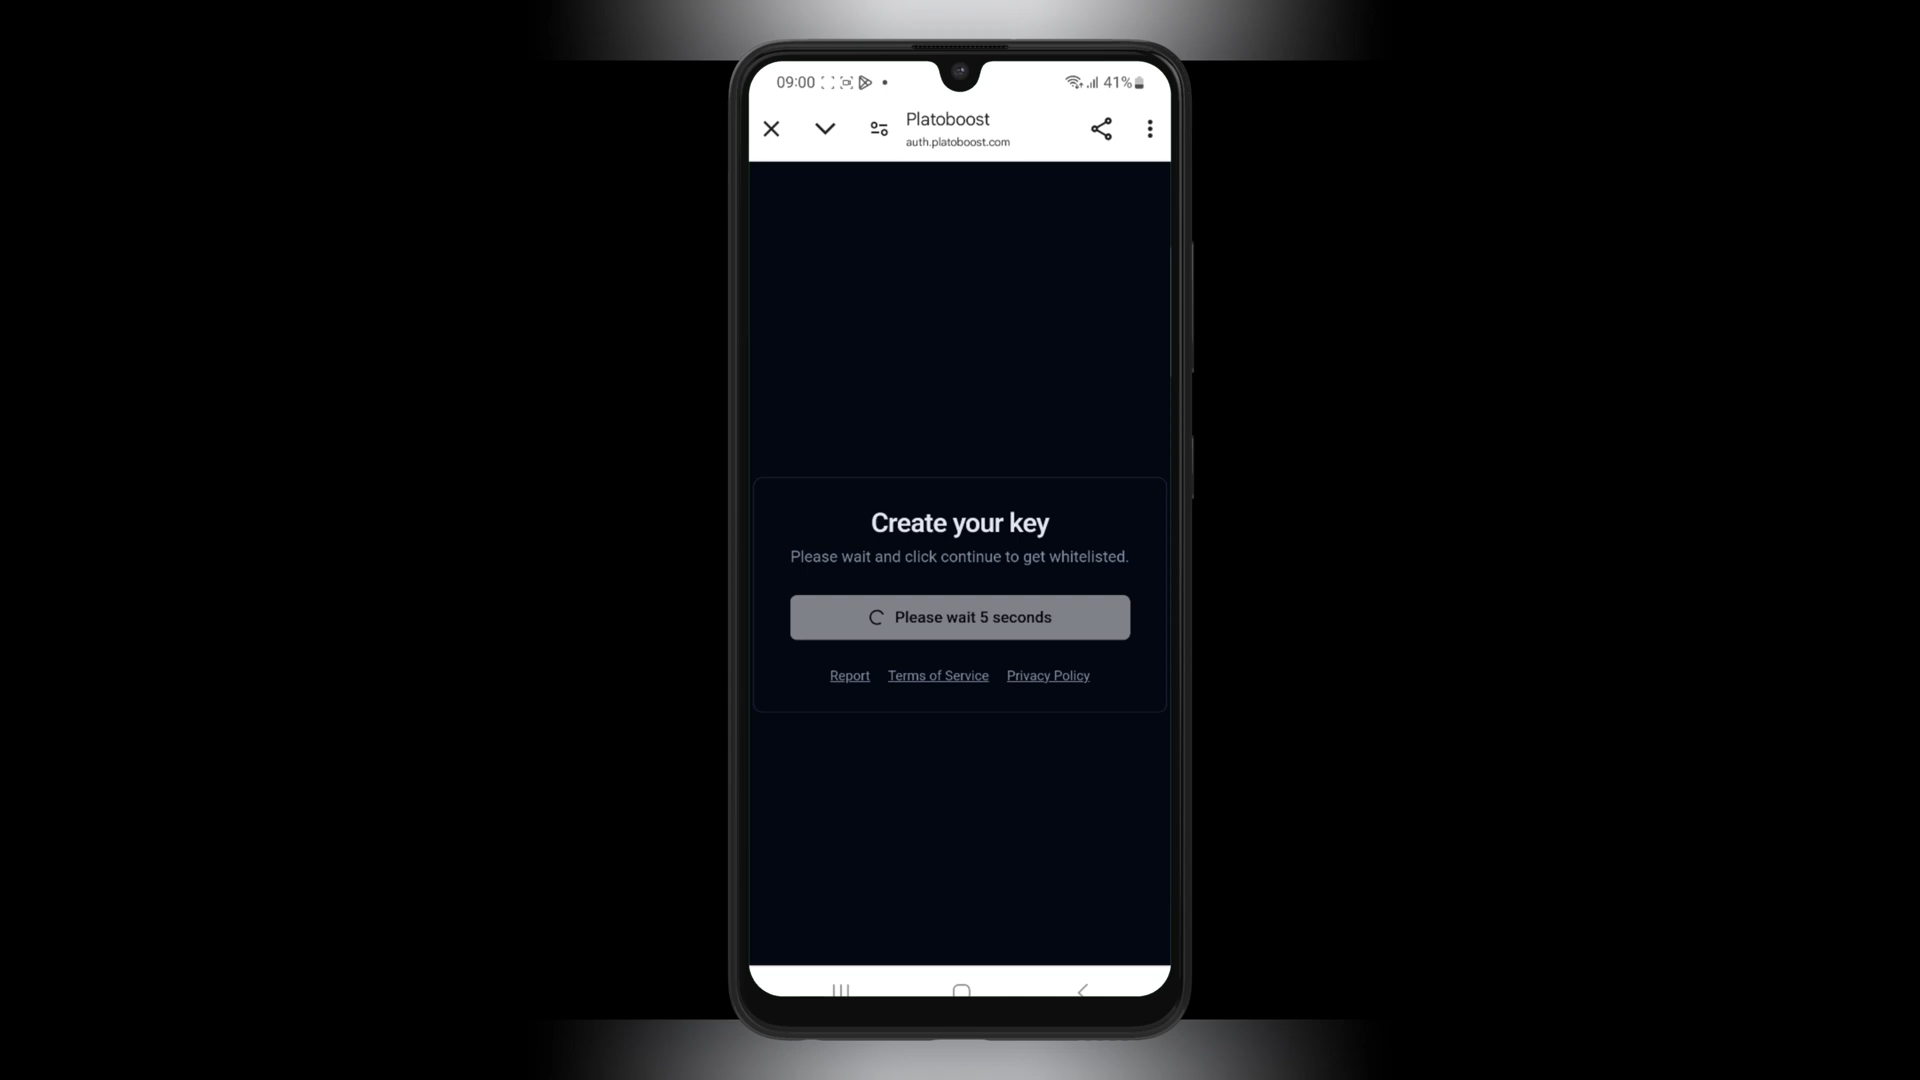 09:00 41%
Platoboost
auth.platoboost.com
Create your key
Please wait and click continue to get whitelisted.
Please wait 5 seconds
Report Terms of Service Privacy Policy